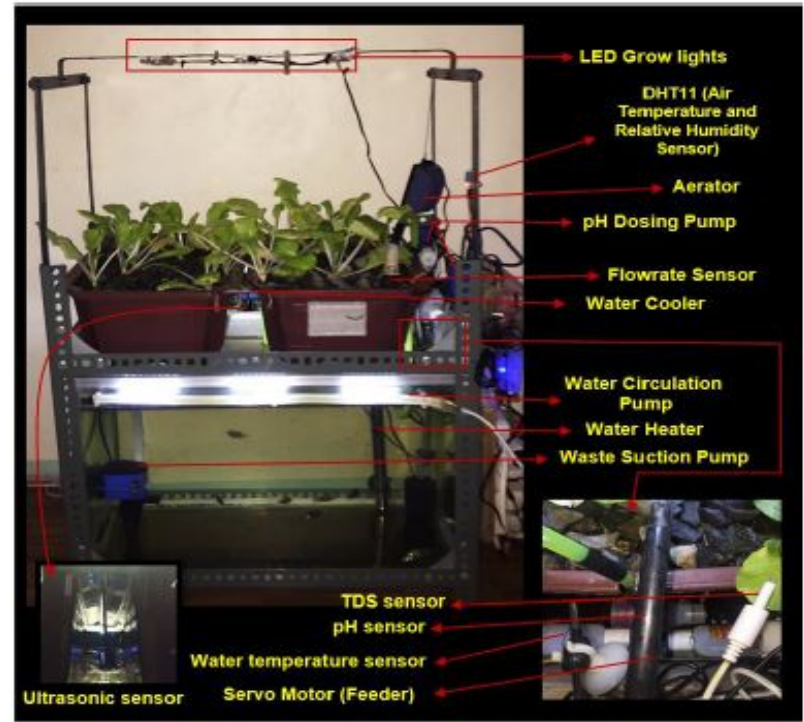 LED Grow lights
DHT11 (Air
Temperature and
Relative Humidity
Sensor)
Aerator
pH Dosing Pump
Flowrate Sensor
Water Cooler
Water Circulation
Pump
Water Heater
Waste Suction Pump
TDS sensor
pH sensor
Water temperature sensor
Servo Motor (Feeder)
Ultrasonic sensor